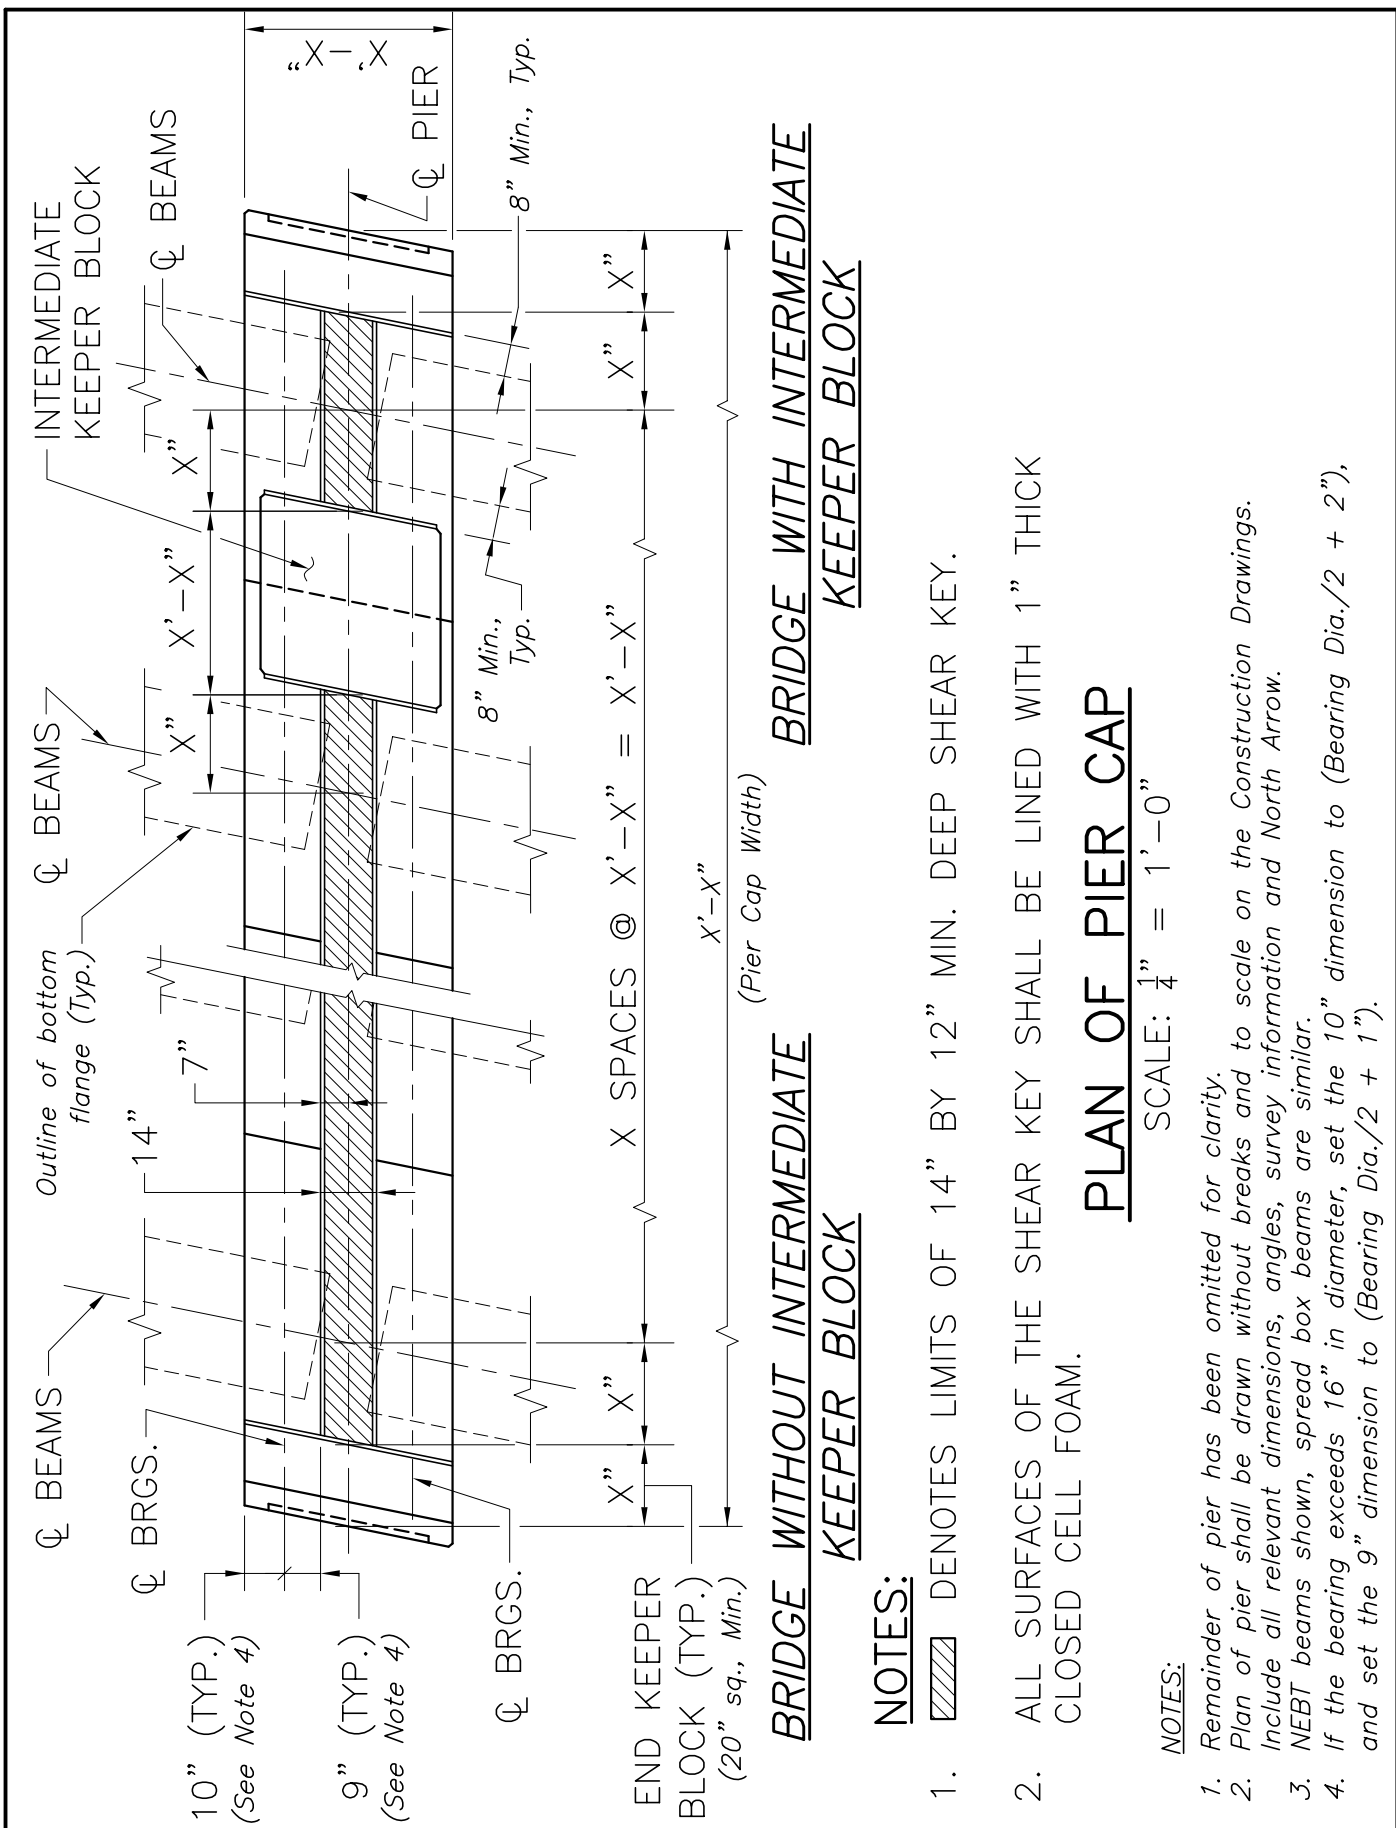 10” (TYP.)
(See Note 4)
9” (TYP.)
(See Note 4)
℄ BRGS.
℄ BEAMS
14”
7”
Outline of bottom
flange (Typ.)
℄ BEAMS
X”
X’–X”
X”
INTERMEDIATE
KEEPER BLOCK
℄ BEAMS
X’–X”
℄ PIER
8” Min., Typ.
8” Min.,
Typ.
℄ BRGS.
END KEEPER
BLOCK (TYP.)
(20” sq., Min.)
X”
X”
X SPACES @ X’–X” = X’–X”
X”
X”
X’–X”
(Pier Cap Width)
BRIDGE WITHOUT INTERMEDIATE
KEEPER BLOCK
BRIDGE WITH INTERMEDIATE
KEEPER BLOCK
NOTES:
1. DENOTES LIMITS OF 14” BY 12” MIN. DEEP SHEAR KEY.
2. ALL SURFACES OF THE SHEAR KEY SHALL BE LINED WITH 1” THICK
CLOSED CELL FOAM.
PLAN OF PIER CAP
SCALE: ¼” = 1’–0”
NOTES:
1. Remainder of pier has been omitted for clarity.
2. Plan of pier shall be drawn without breaks and to scale on the Construction Drawings.
Include all relevant dimensions, angles, survey information and North Arrow.
3. NEBT beams shown, spread box beams are similar.
4. If the bearing exceeds 16” in diameter, set the 10” dimension to (Bearing Dia./2 + 2”),
and set the 9” dimension to (Bearing Dia./2 + 1”).